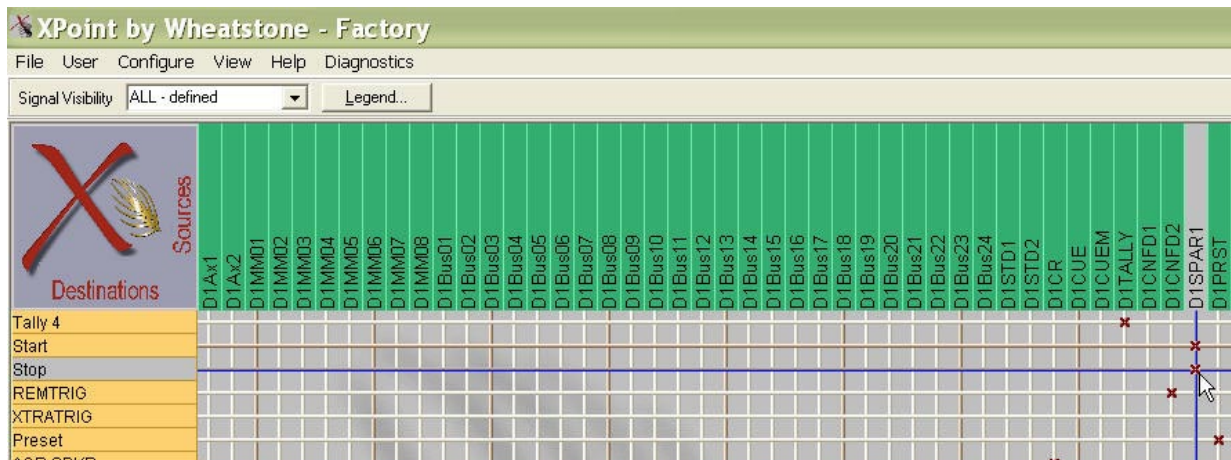 XPoint by Wheatstone - Factory
File User Configure View Help Diagnostics
Signal Visibility ALL - defined Legend...
Sources
Destinations
D1Ax1
D1Ax2
D1MM01
D1MM02
D1MM03
D1MM04
D1MM05
D1MM06
D1MM07
D1MM08
D1Bus01
D1Bus02
D1Bus03
D1Bus04
D1Bus05
D1Bus06
D1Bus07
D1Bus08
D1Bus09
D1Bus10
D1Bus11
D1Bus12
D1Bus13
D1Bus14
D1Bus15
D1Bus16
D1Bus17
D1Bus18
D1Bus19
D1Bus20
D1Bus21
D1Bus22
D1Bus23
D1Bus24
D1STD1
D1STD2
D1CR
D1CUE
D1CUEM
D1TALLY
D1CNFD1
D1CNFD2
D1SPAR1
D1PRST
Tally 4
Start
Stop
REMTRIG
XTRATRIG
Preset